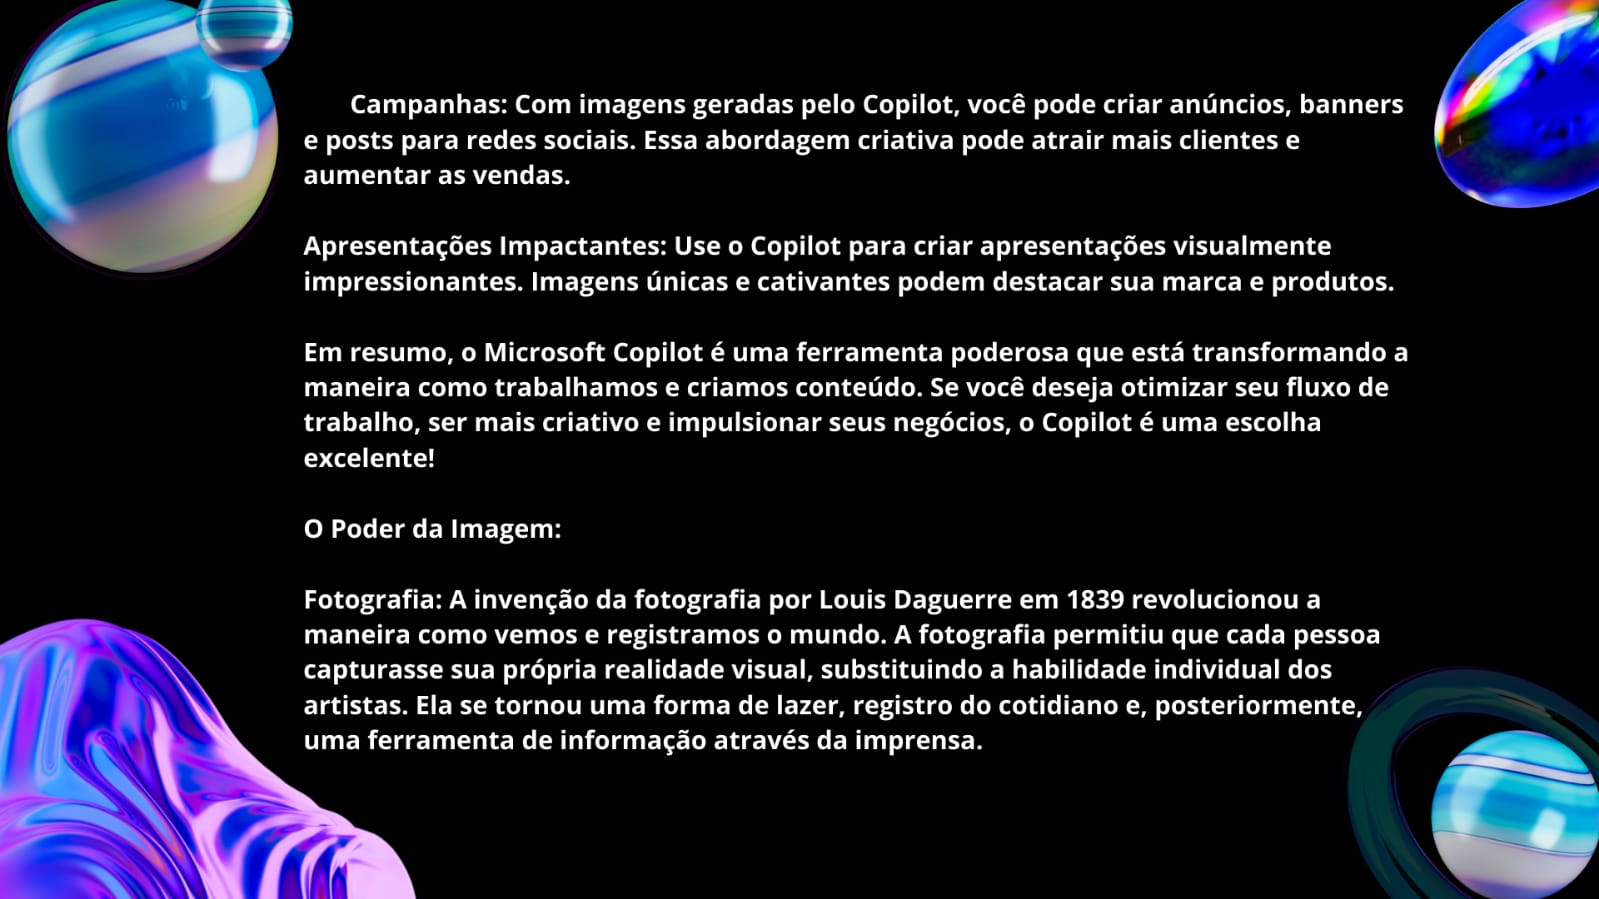 Campanhas: Com imagens geradas pelo Copilot, você pode criar anúncios, banners
e posts para redes sociais. Essa abordagem criativa pode atrair mais clientes e
aumentar as vendas.
Apresentações Impactantes: Use o Copilot para criar apresentações visualmente
impressionantes. Imagens únicas e cativantes podem destacar sua marca e produtos.
Em resumo, o Microsoft Copilot é uma ferramenta poderosa que está transformando a
maneira como trabalhamos e criamos conteúdo. Se você deseja otimizar seu fluxo de
trabalho, ser mais criativo e impulsionar seus negócios, o Copilot é uma escolha
excelente!
O Poder da Imagem:
Fotografia: A invenção da fotografia por Louis Daguerre em 1839 revolucionou a
maneira como vemos e registramos o mundo. A fotografia permitiu que cada pessoa
capturasse sua própria realidade visual, substituindo a habilidade individual dos
artistas. Ela se tornou uma forma de lazer, registro do cotidiano e, posteriormente,
uma ferramenta de informação através da imprensa.